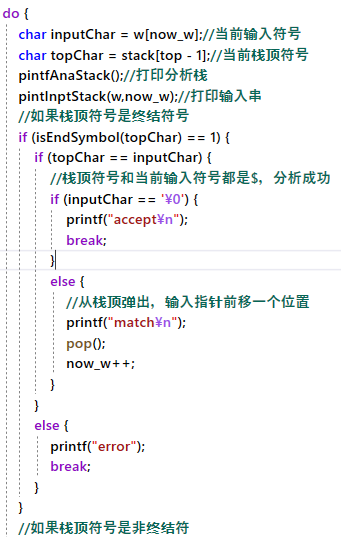 do {
char inputChar = w[now_w];//当前输入符号
char topChar = stack[top - 1];//当前栈顶符号
pintfAnaStack();//打印分析栈
pintInptStack(w,now_w);//打印输入串
//如果栈顶符号是终结符号
if (isEndSymbol(topChar) == 1) {
if (topChar == inputChar) {
//栈顶符号和当前输入符号都是$，分析成功
if (inputChar == '¥0') {
printf("accept¥n");
break;
}
else {
//从栈顶弹出，输入指针前移一个位置
printf("match¥n");
pop();
now_w++;
}
}
else {
printf("error");
break;
}
}
//如果栈顶符号是非终结符